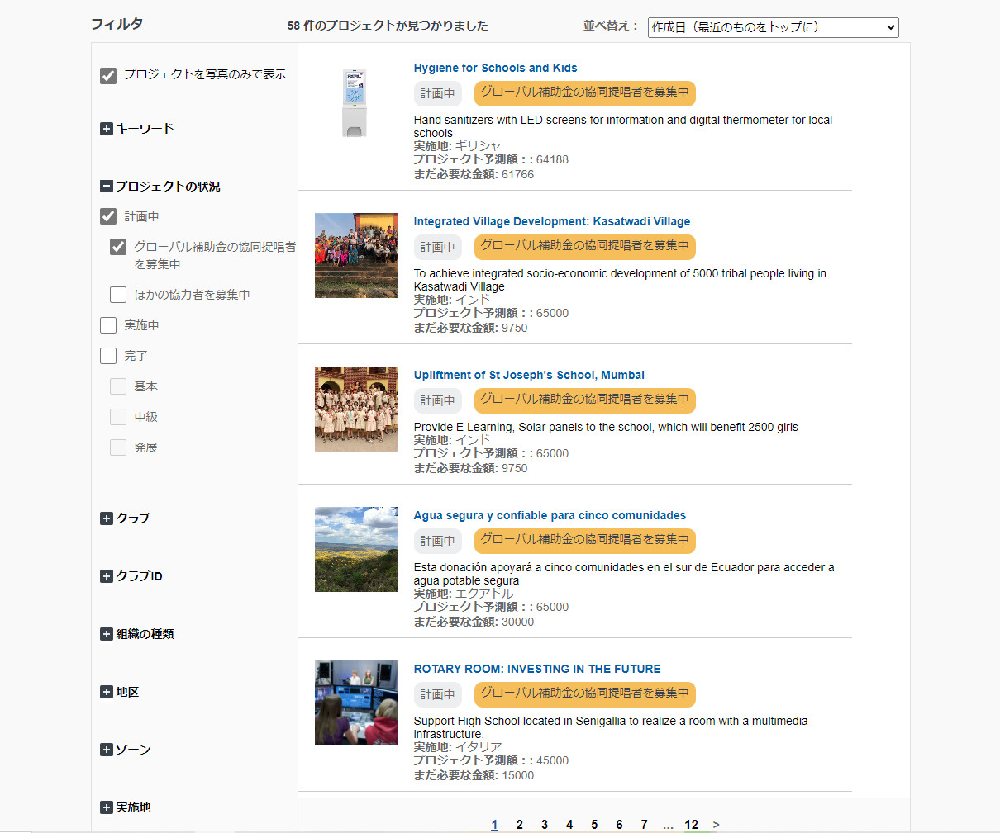 フィルタ
58 件のプロジェクトが見つかりました
並べ替え：
作成日（最近のものをトップに）
プロジェクトを写真のみで表示
キーワード
プロジェクトの状況
計画中
グローバル補助金の協同提唱者
を募集中
ほかの協力者を募集中
実施中
完了
基本
中級
発展
クラブ
クラブID
組織の種類
地区
ゾーン
実施地
Hygiene for Schools and Kids
計画中
グローバル補助金の協同提唱者を募集中
Hand sanitizers with LED screens for information and digital thermometer for local
schools
実施地: ギリシャ
プロジェクト予測額：: 64188
まだ必要な金額: 61766
Integrated Village Development: Kasatwadi Village
計画中
グローバル補助金の協同提唱者を募集中
To achieve integrated socio-economic development of 5000 tribal people living in
Kasatwadi Village
実施地: インド
プロジェクト予測額：: 65000
まだ必要な金額: 9750
Upliftment of St Joseph's School, Mumbai
計画中
グローバル補助金の協同提唱者を募集中
Provide E Learning, Solar panels to the school, which will benefit 2500 girls
実施地: インド
プロジェクト予測額：: 65000
まだ必要な金額: 9750
Agua segura y confiable para cinco comunidades
計画中
グローバル補助金の協同提唱者を募集中
Esta donación apoyará a cinco comunidades en el sur de Ecuador para acceder a
agua potable segura
実施地: エクアドル
プロジェクト予測額：: 65000
まだ必要な金額: 30000
ROTARY ROOM: INVESTING IN THE FUTURE
計画中
グローバル補助金の協同提唱者を募集中
Support High School located in Senigallia to realize a room with a multimedia
infrastructure.
実施地: イタリア
プロジェクト予測額：: 45000
まだ必要な金額: 15000
1 2 3 4 5 6 7 ... 12 >